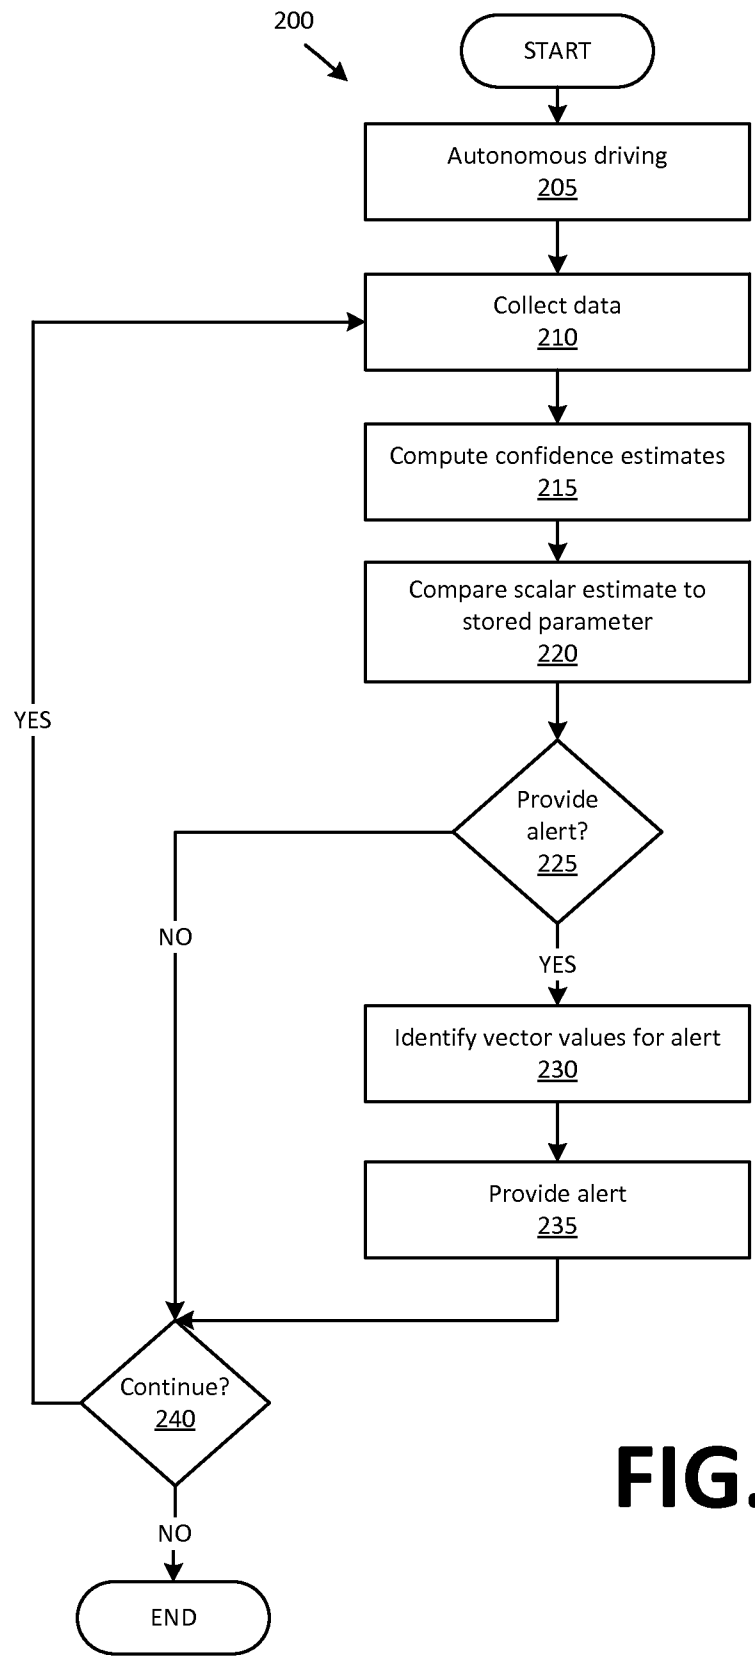 200
START
Autonomous driving
205
Collect data
210
Compute confidence estimates
215
Compare scalar estimate to
stored parameter
220
YES
Provide
alert?
225
NO
YES
Identify vector values for alert
230
Provide alert
235
Continue?
240
FIG.
NO
END